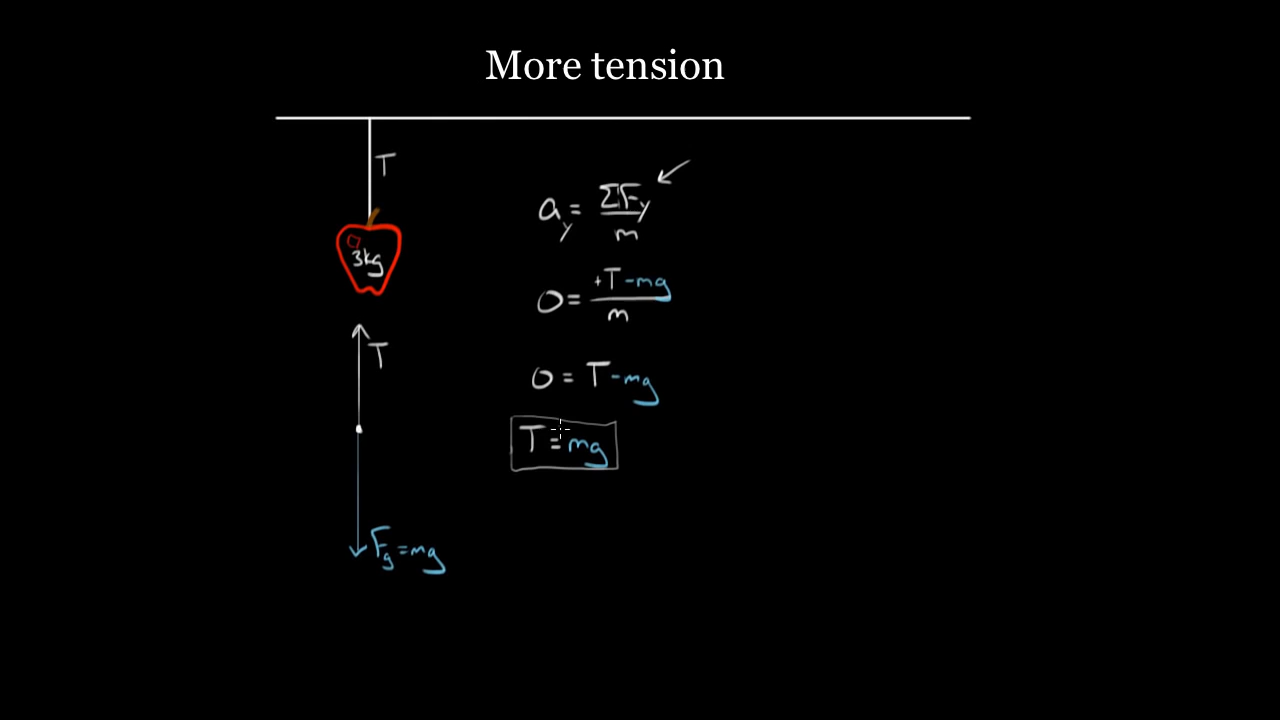 More tension
T
3kg
T
F_g = mg
a_y = ΣF_y / m
0 = +T - mg / m
0 = T - mg
T = mg